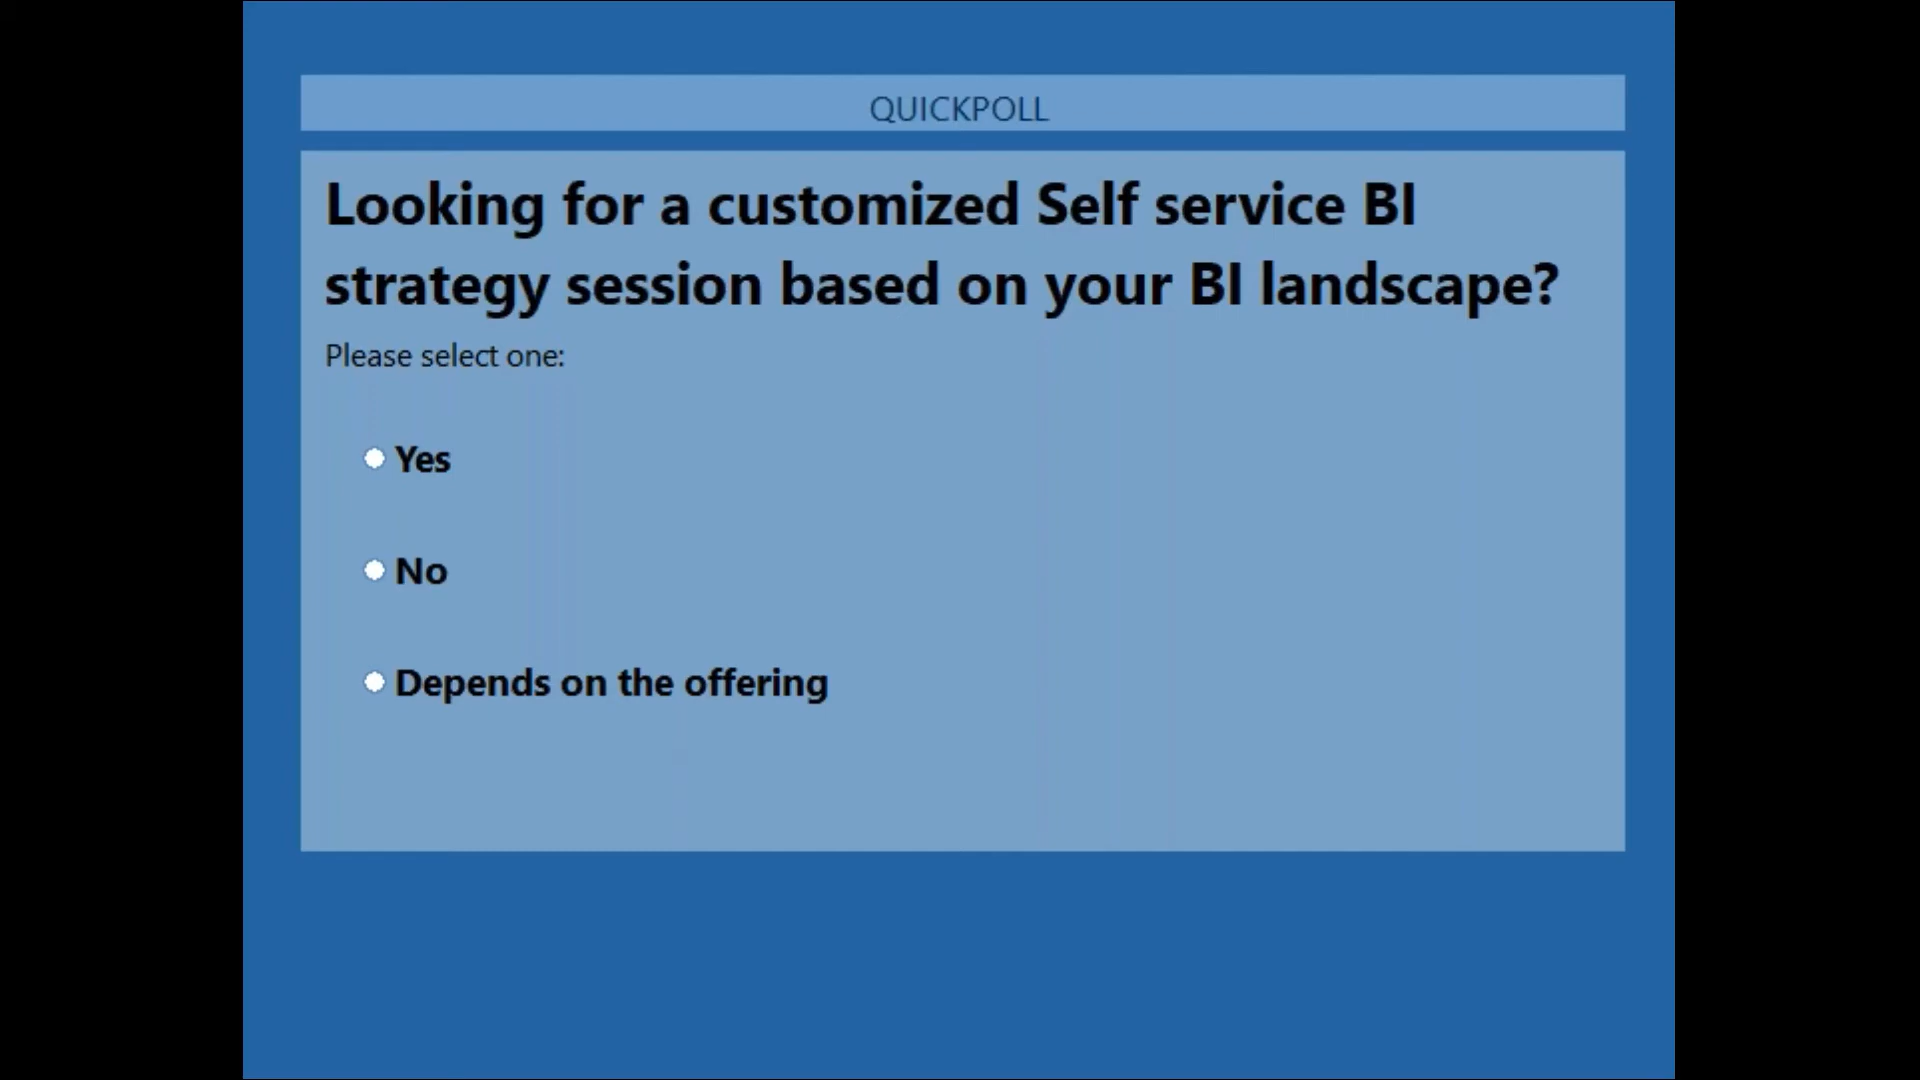 QUICKPOLL
Looking for a customized Self service BI
strategy session based on your BI landscape?
Please select one:
Yes
No
Depends on the offering